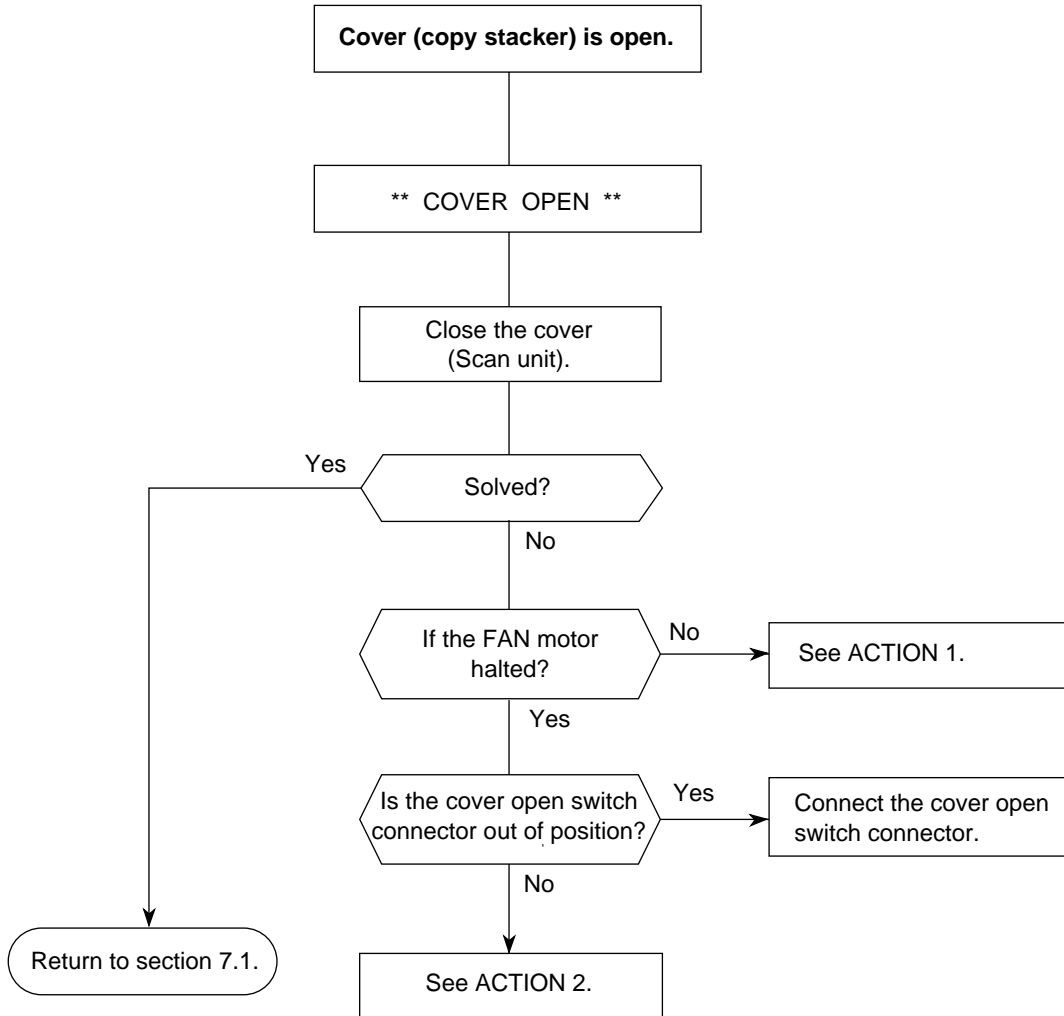 Cover (copy stacker) is open.
** COVER OPEN **
Close the cover
(Scan unit).
Yes
Solved?
No
If the FAN motor
halted?
No
See ACTION 1.
Yes
Is the cover open switch
connector out of position?
Yes
Connect the cover open
switch connector.
No
Return to section 7.1.
See ACTION 2.